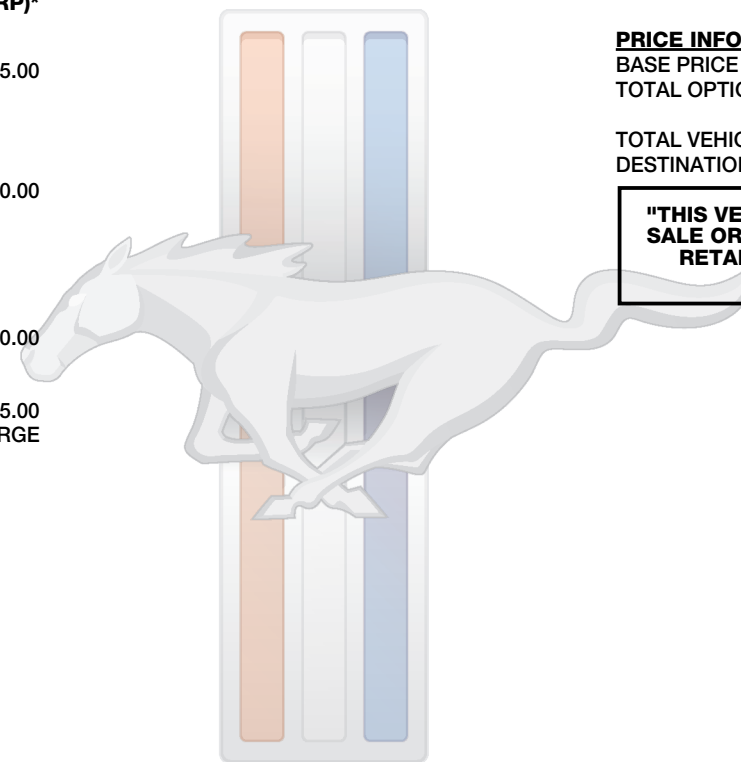 RP)*
5.00
0.00
0.00
5.00
RGE
PRICE INFO
BASE PRICE
TOTAL OPTIO
TOTAL VEHIC
DESTINATION
"THIS VE
SALE OR
RETAI